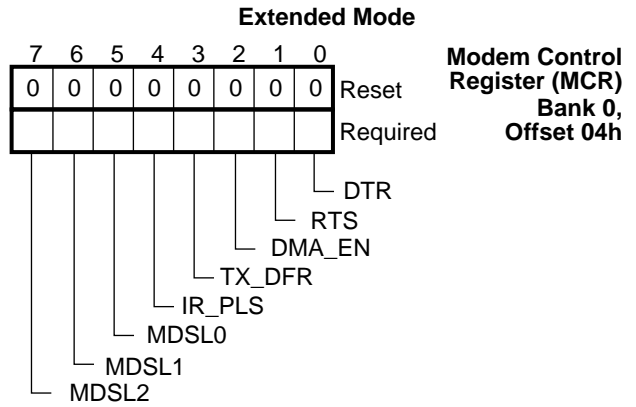 Extended Mode
7 6 5 4 3 2 1 0
0 0 0 0 0 0 0 0 Reset
Required
Modem Control
Register (MCR)
Bank 0,
Offset 04h
DTR
RTS
DMA_EN
TX_DFR
IR_PLS
MDSL0
MDSL1
MDSL2